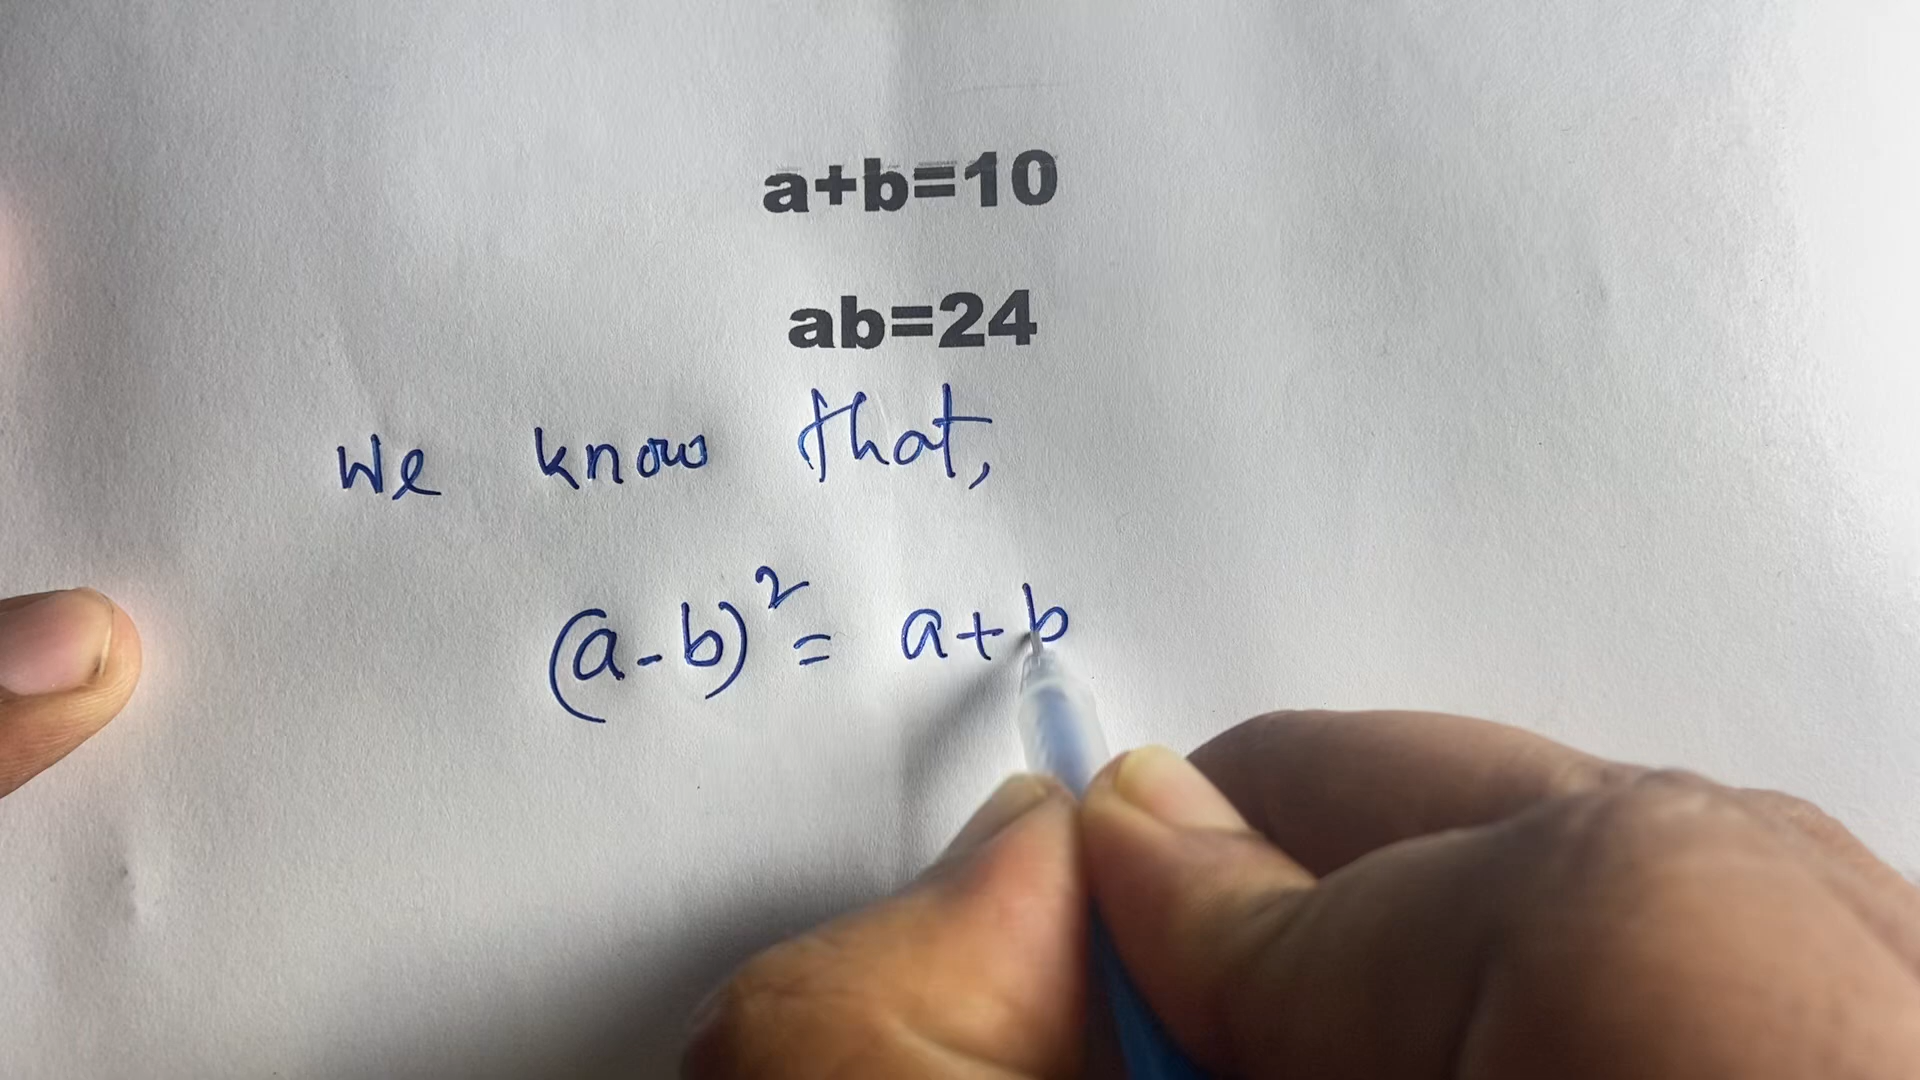 a+b=10
ab=24
We know that,
(a-b)²= a+b